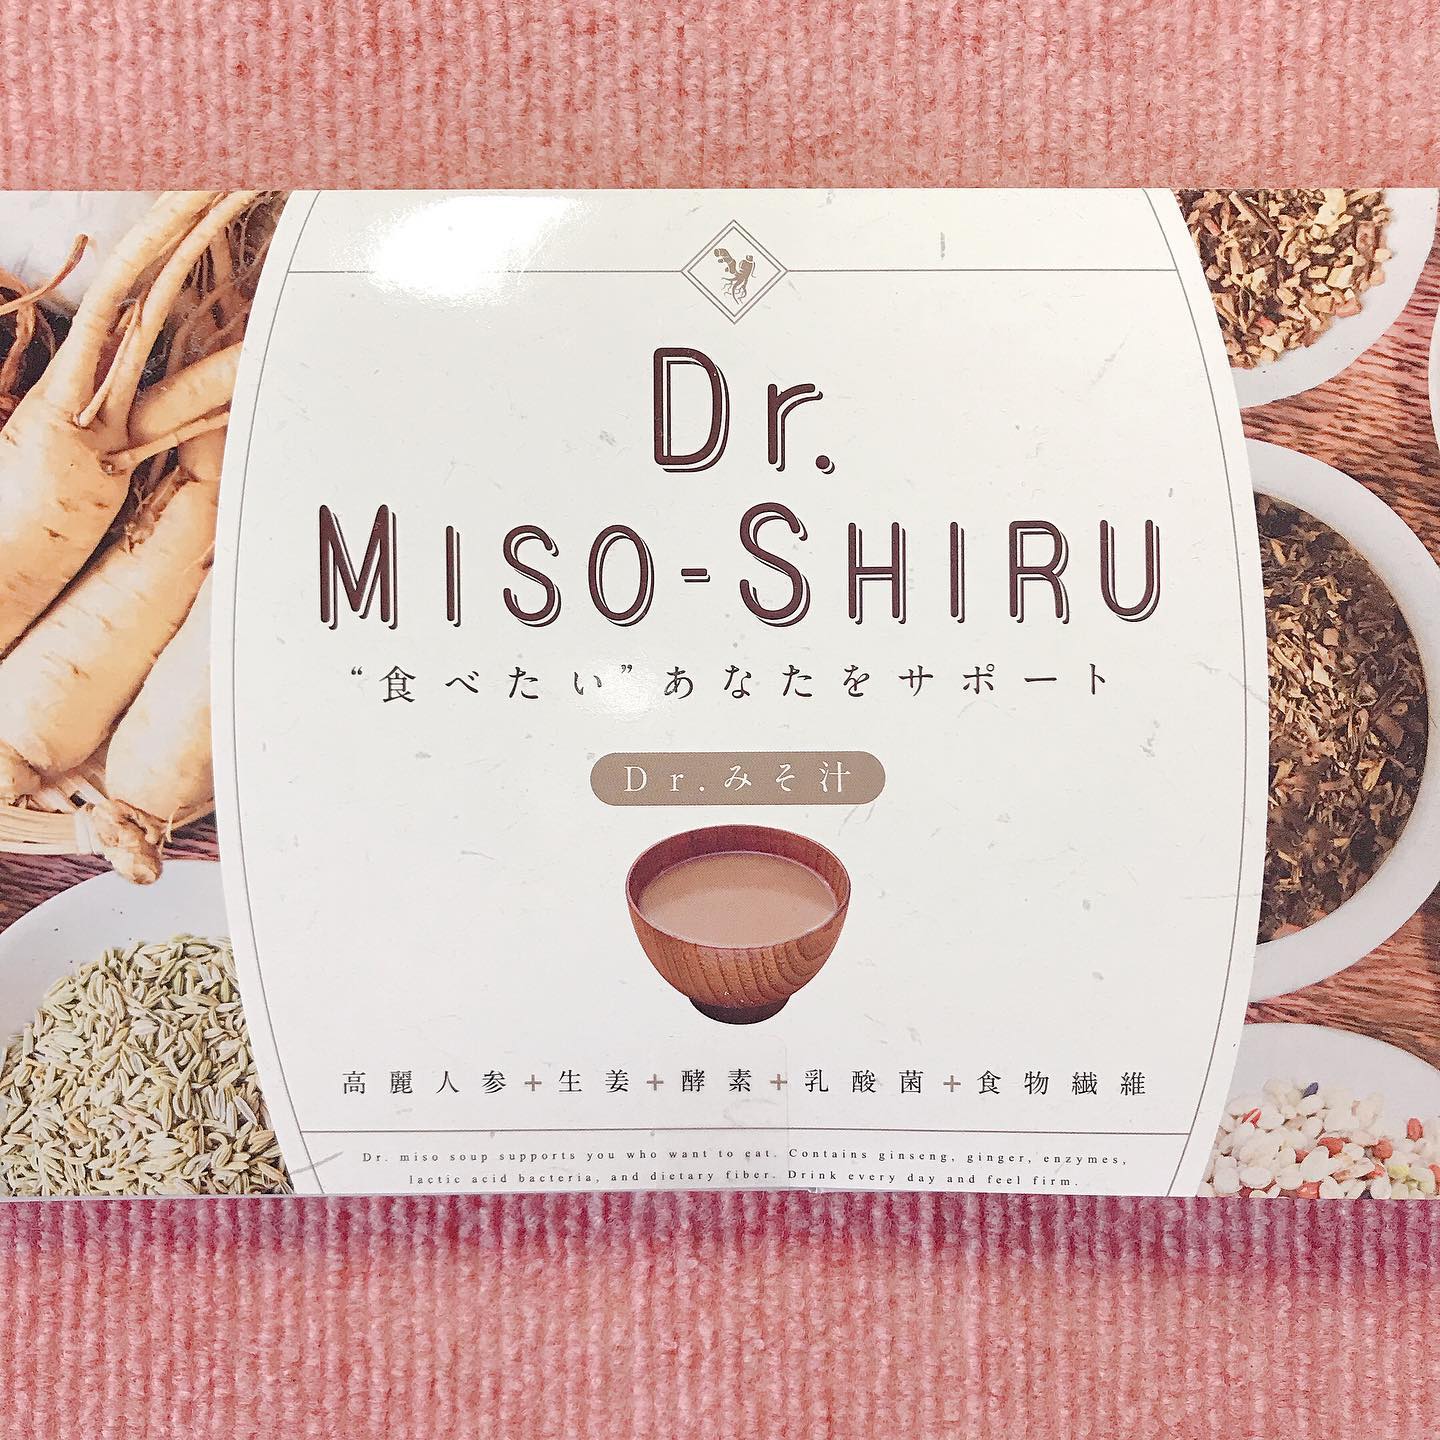 Dr.
MISO-SHIRU
“食べたい”あなたをサポート
Dr.みそ汁
高麗人参+生姜+酵素+乳酸菌+食物繊維
Dr. miso soup supports you who want to eat. Contains ginseng, ginger, enzymes,
lactic acid bacteria, and dietary fiber. Drink every day and feel firm.